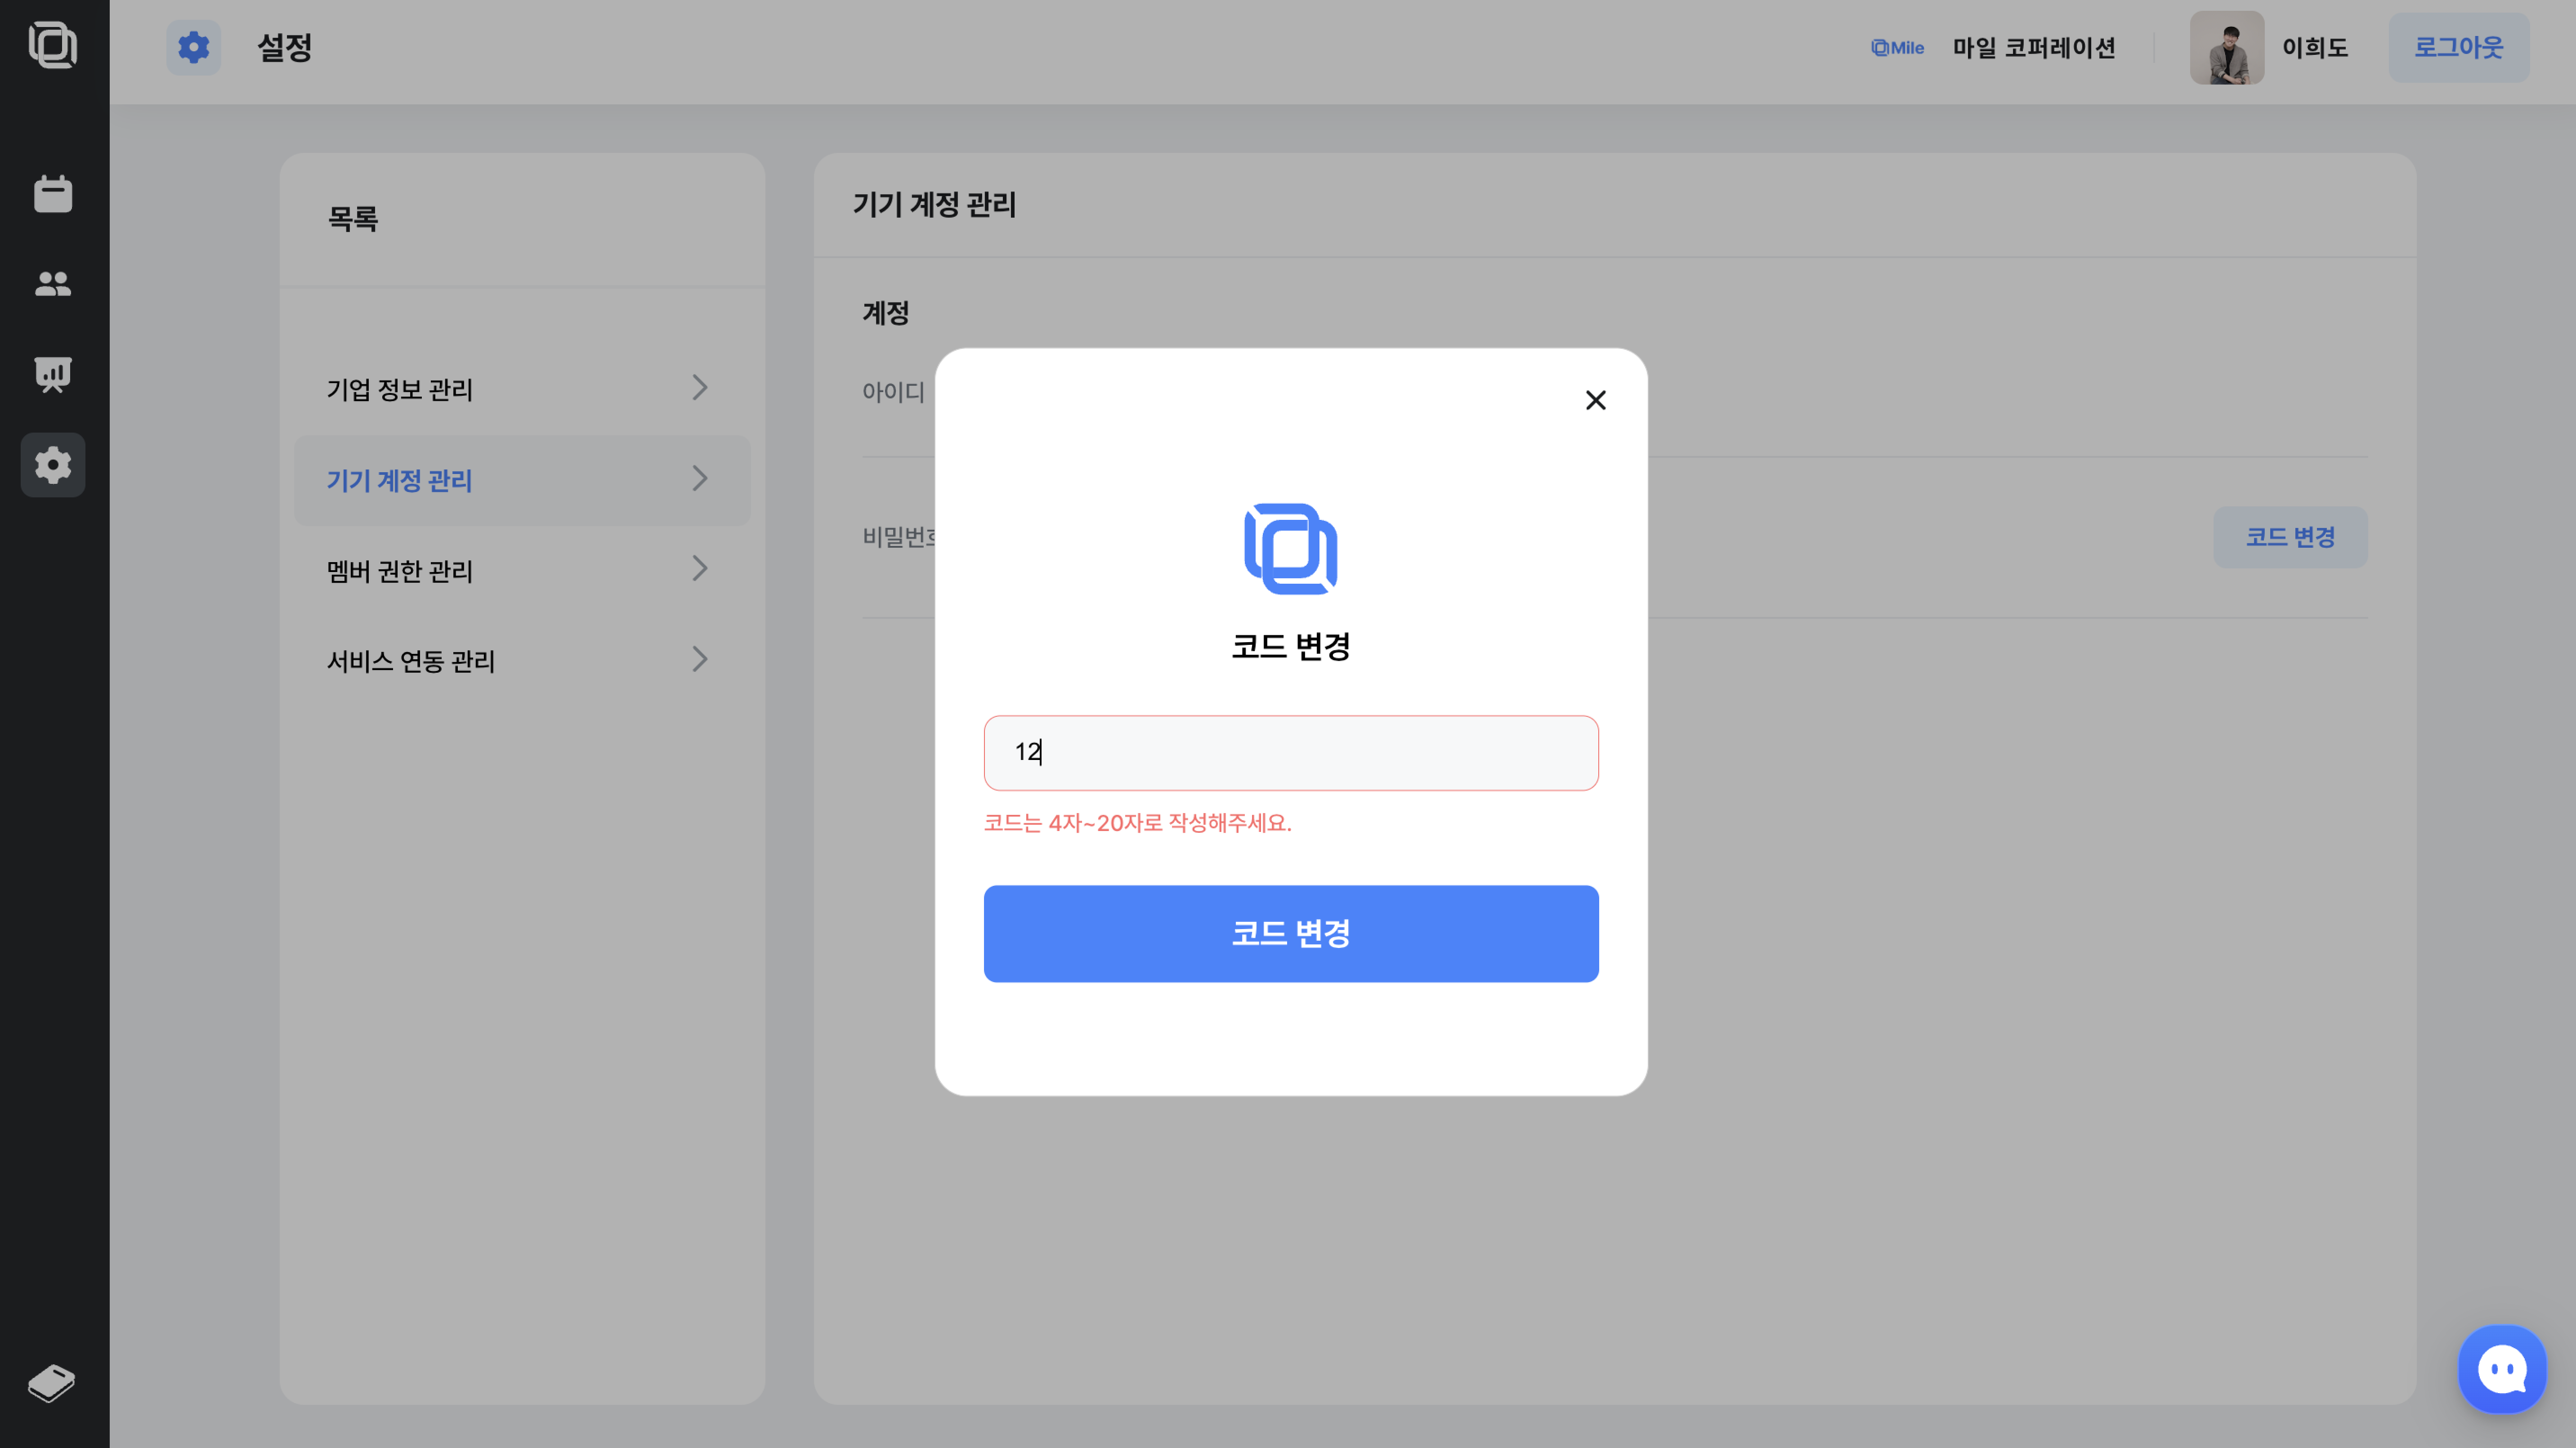 설정
Mile
마일 코퍼레이션
이희도
로그아웃
목록
기업 정보 관리
기기 계정 관리
멤버 권한 관리
서비스 연동 관리
기기 계정 관리
계정
아이디
코드 변경
코드 변경
12
코드는 4자~20자로 작성해주세요.
코드 변경